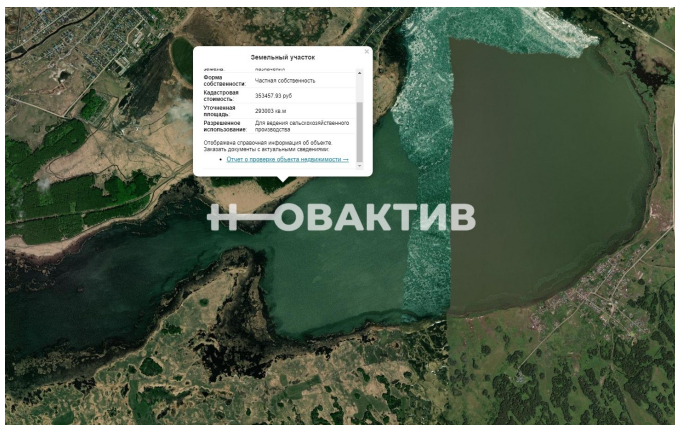 Земельный участок
Форма
собственности:
Частная собственность
Кадастровая
стоимость:
353457.93 руб
Уточненная
площадь:
293003 кв.м
Разрешенное
использование:
Для ведения сельскохозяйственного
производства
Отображена справочная информация об объекте.
Заказать документы с актуальными сведениями:
Отчет о проверке объекта недвижимости →
Н—ОВАКТИВ